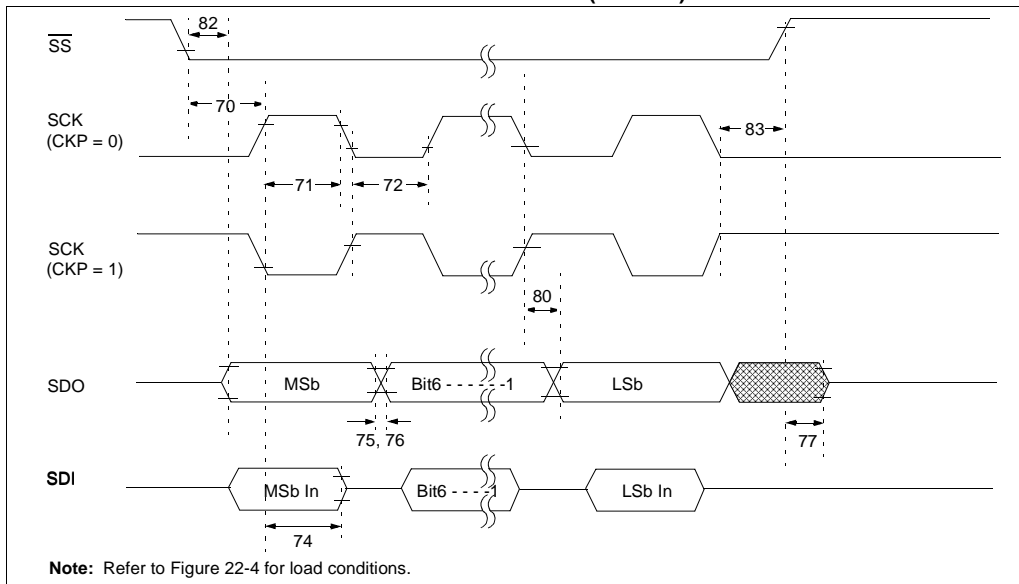 82
SS
70
SCK
(CKP = 0)
83
71
72
SCK
(CKP = 1)
80
SDO
MSb
Bit6 - - - - - -1
LSb
75, 76
77
SDI
MSb In
Bit6 - - - - -1
LSb In
74
Note: Refer to Figure 22-4 for load conditions.